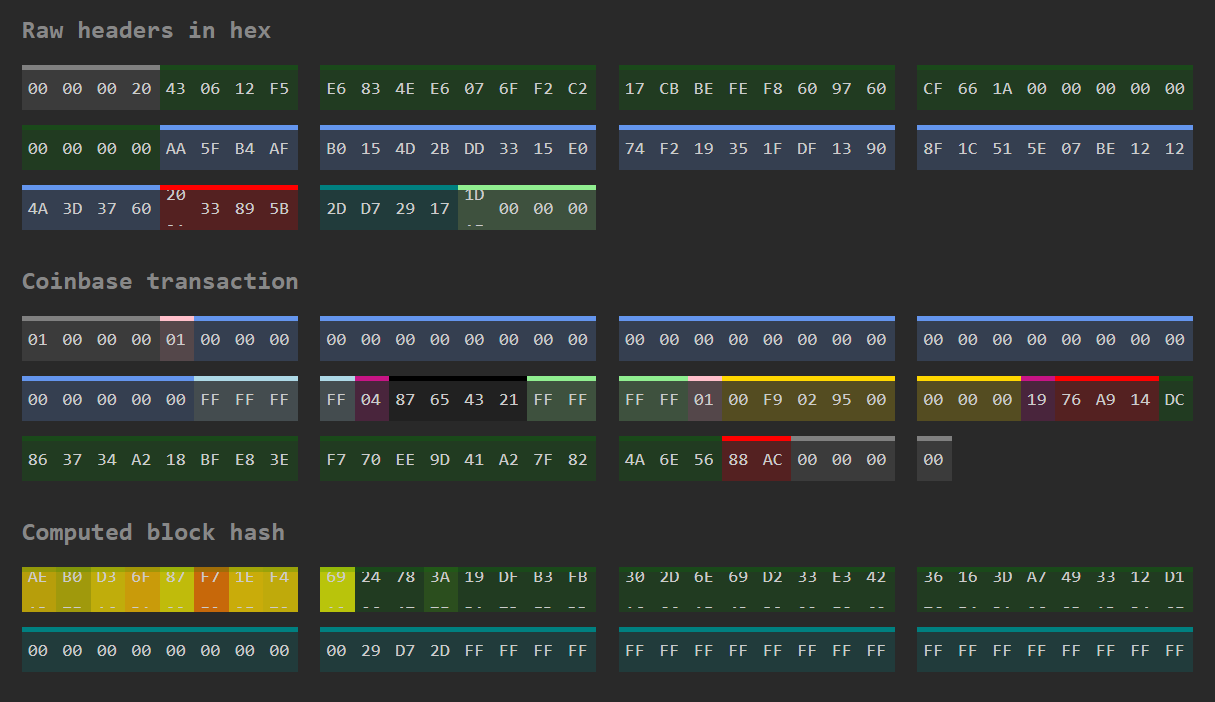 Raw headers in hex
00 00 00 20 43 06 12 F5 E6 83 4E E6 07 6F F2 C2 17 CB BE FE F8 60 97 60 CF 66 1A 00 00 00 00 00
00 00 00 00 AA 5F B4 AF B0 15 4D 2B DD 33 15 E0 74 F2 19 35 1F DF 13 90 8F 1C 51 5E 07 BE 12 12
4A 3D 37 60 20 33 89 5B 2D D7 29 17 1D 00 00 00
Coinbase transaction
01 00 00 00 01 00 00 00 00 00 00 00 00 00 00 00 00 00 00 00 00 00 00 00 00 00 00 00 00 00 00 00
00 00 00 00 00 FF FF FF FF 04 87 65 43 21 FF FF FF FF 01 00 F9 02 95 00 00 00 00 19 76 A9 14 DC
86 37 34 A2 18 BF E8 3E F7 70 EE 9D 41 A2 7F 82 4A 6E 56 88 AC 00 00 00 00
Computed block hash
AE B0 D3 6F 87 F7 1E F4 69 24 78 3A 19 DF B3 FB 30 2D 6E 69 D2 33 E3 42 36 16 3D A7 49 33 12 D1
00 00 00 00 00 00 00 00 00 29 D7 2D FF FF FF FF FF FF FF FF FF FF FF FF FF FF FF FF FF FF FF FF